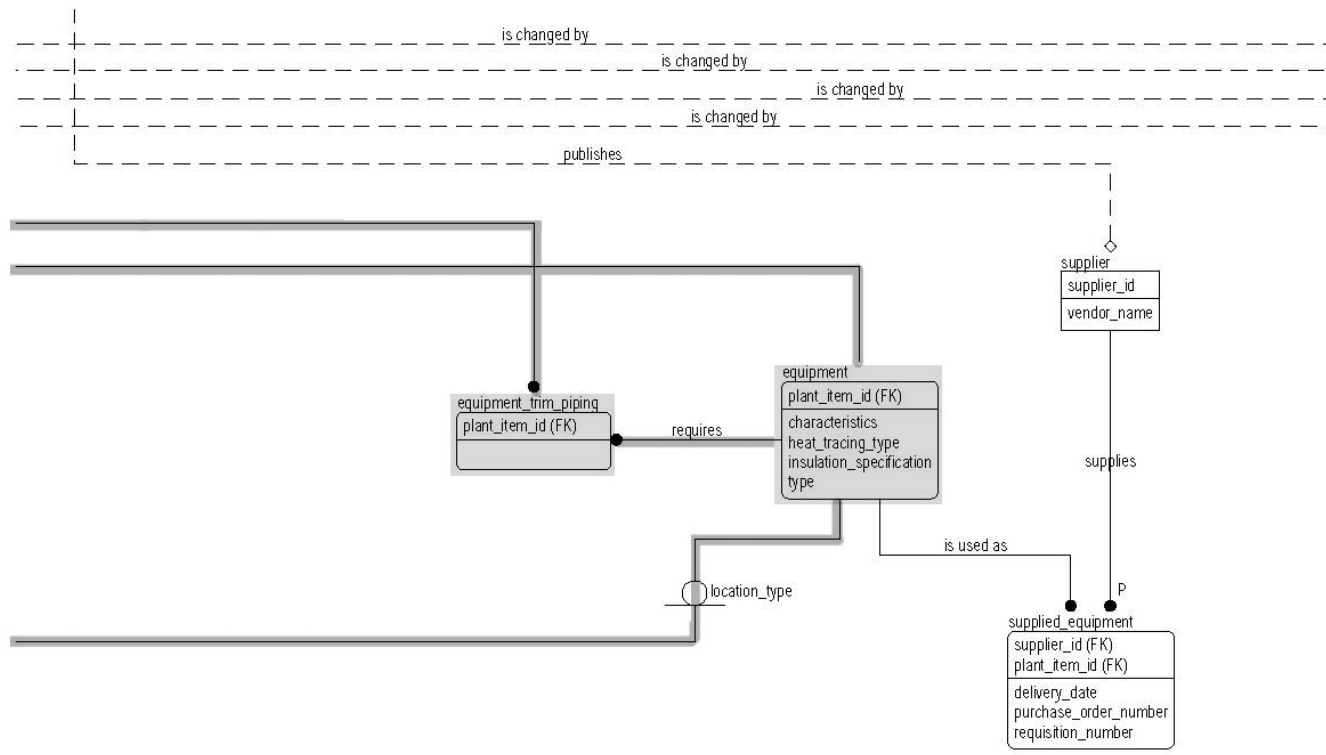 is changed by
is changed by
is changed by
is changed by
publishes
supplier
supplier_id
vendor_name
equipment
plant_item_id (FK)
characteristics
heat_tracing_type
insulation_specification
type
equipment_trim_piping
plant_item_id (FK)
requires
supplies
is used as
location_type
P
supplied_equipment
supplier_id (FK)
plant_item_id (FK)
delivery_date
purchase_order_number
requisition_number